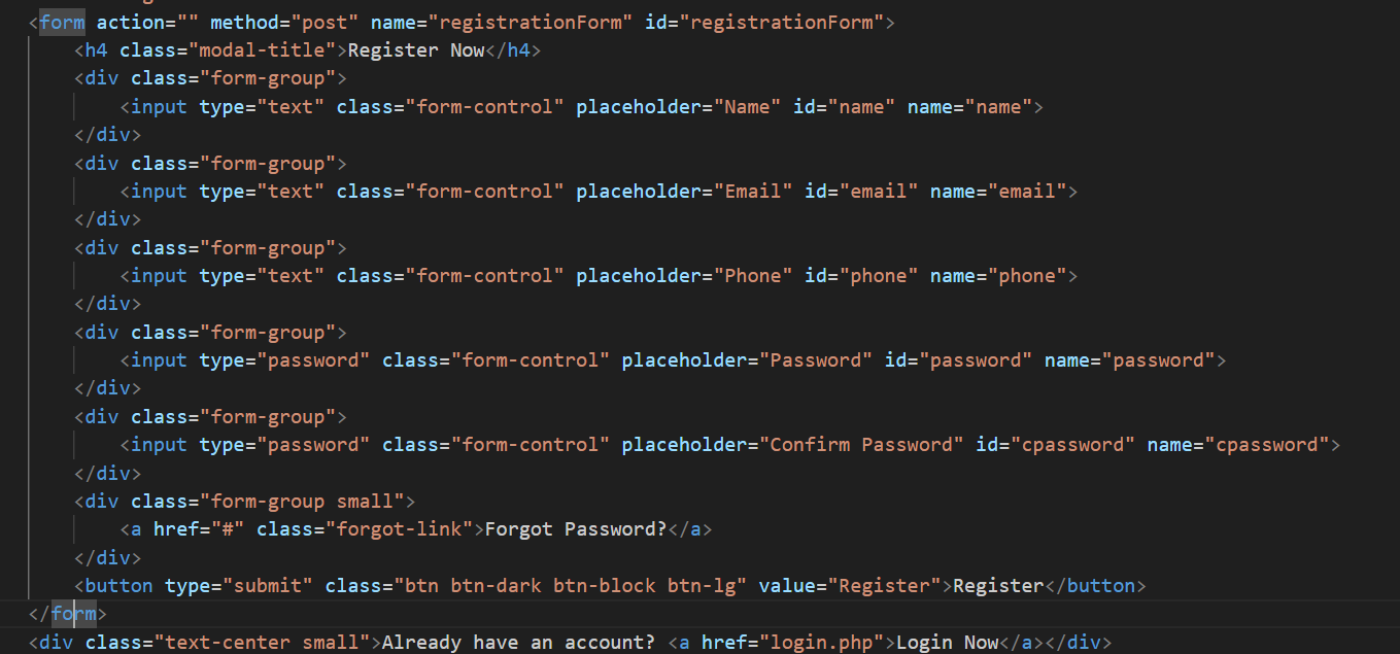 <form action="" method="post" name="registrationForm" id="registrationForm">
<h4 class="modal-title">Register Now</h4>
<div class="form-group">
<input type="text" class="form-control" placeholder="Name" id="name" name="name">
</div>
<div class="form-group">
<input type="text" class="form-control" placeholder="Email" id="email" name="email">
</div>
<div class="form-group">
<input type="text" class="form-control" placeholder="Phone" id="phone" name="phone">
</div>
<div class="form-group">
<input type="password" class="form-control" placeholder="Password" id="password" name="password">
</div>
<div class="form-group">
<input type="password" class="form-control" placeholder="Confirm Password" id="cpassword" name="cpassword">
</div>
<div class="form-group small">
<a href="#" class="forgot-link">Forgot Password?</a>
</div>
<button type="submit" class="btn btn-dark btn-block btn-lg" value="Register">Register</button>
</form>
<div class="text-center small">Already have an account? <a href="login.php">Login Now</a></div>